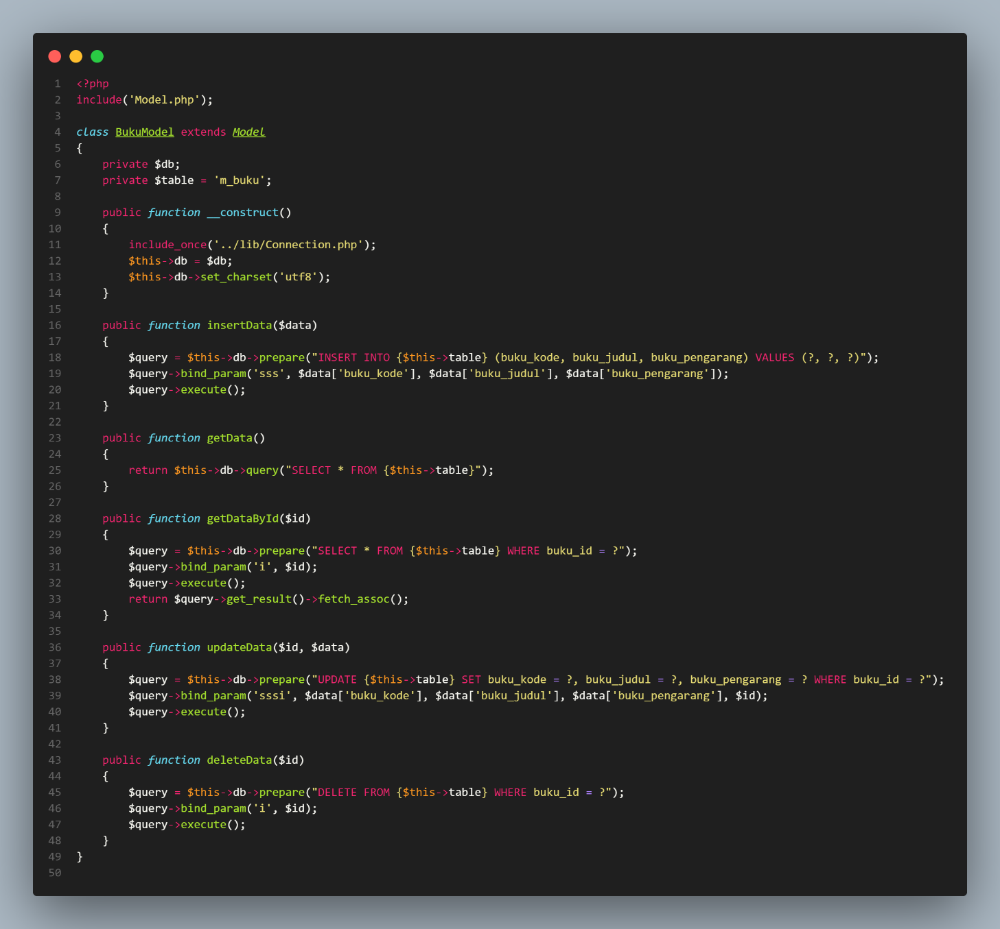 1 <?php
2 include('Model.php');
3
4 class BukuModel extends Model
5 {
6     private $db;
7     private $table = 'm_buku';
8
9     public function __construct()
10     {
11         include_once('../lib/Connection.php');
12         $this->db = $db;
13         $this->db->set_charset('utf8');
14     }
15
16     public function insertData($data)
17     {
18         $query = $this->db->prepare("INSERT INTO {$this->table} (buku_kode, buku_judul, buku_pengarang) VALUES (?, ?, ?)");
19         $query->bind_param('sss', $data['buku_kode'], $data['buku_judul'], $data['buku_pengarang']);
20         $query->execute();
21     }
22
23     public function getData()
24     {
25         return $this->db->query("SELECT * FROM {$this->table}");
26     }
27
28     public function getDataById($id)
29     {
30         $query = $this->db->prepare("SELECT * FROM {$this->table} WHERE buku_id = ?");
31         $query->bind_param('i', $id);
32         $query->execute();
33         return $query->get_result()->fetch_assoc();
34     }
35
36     public function updateData($id, $data)
37     {
38         $query = $this->db->prepare("UPDATE {$this->table} SET buku_kode = ?, buku_judul = ?, buku_pengarang = ? WHERE buku_id = ?");
39         $query->bind_param('sssi', $data['buku_kode'], $data['buku_judul'], $data['buku_pengarang'], $id);
40         $query->execute();
41     }
42
43     public function deleteData($id)
44     {
45         $query = $this->db->prepare("DELETE FROM {$this->table} WHERE buku_id = ?");
46         $query->bind_param('i', $id);
47         $query->execute();
48     }
49 }
50